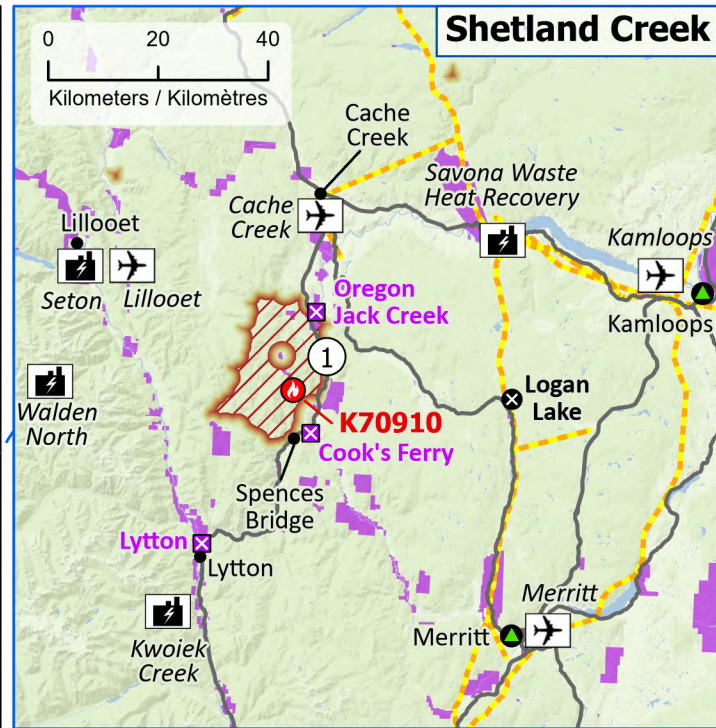 Shetland Creek
0 20 40
Kilometers / Kilomètres
Cache
Creek
Savona Waste
Heat Recovery
Cache
Creek
Lillooet
Kamloops
Seton
Lillooet
Oregon
Jack Creek
Kamloops
1
Walden
North
Logan
Lake
K70910
Cook's Ferry
Spences
Bridge
Lytton
Lytton
Merritt
Merritt
Kwoiek
Creek